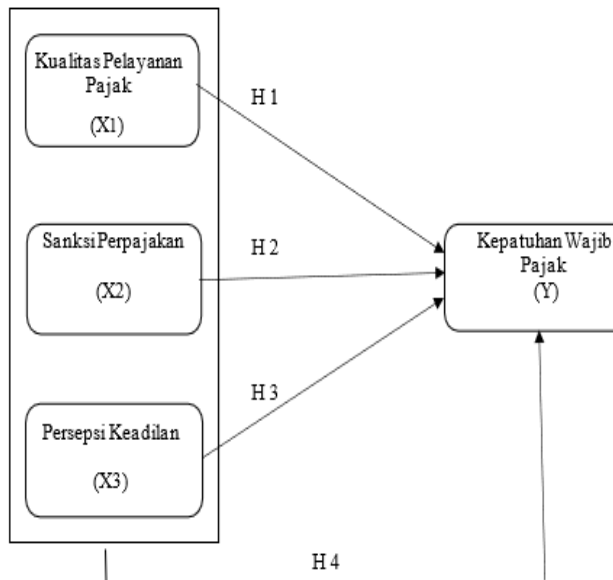 Kualitas Pelayanan
Pajak
(X1)
H 1
Sanksi Perpajakan
(X2)
H 2
Kepatuhan Wajib
Pajak
(Y)
Persepsi Keadilan
(X3)
H 3
H 4